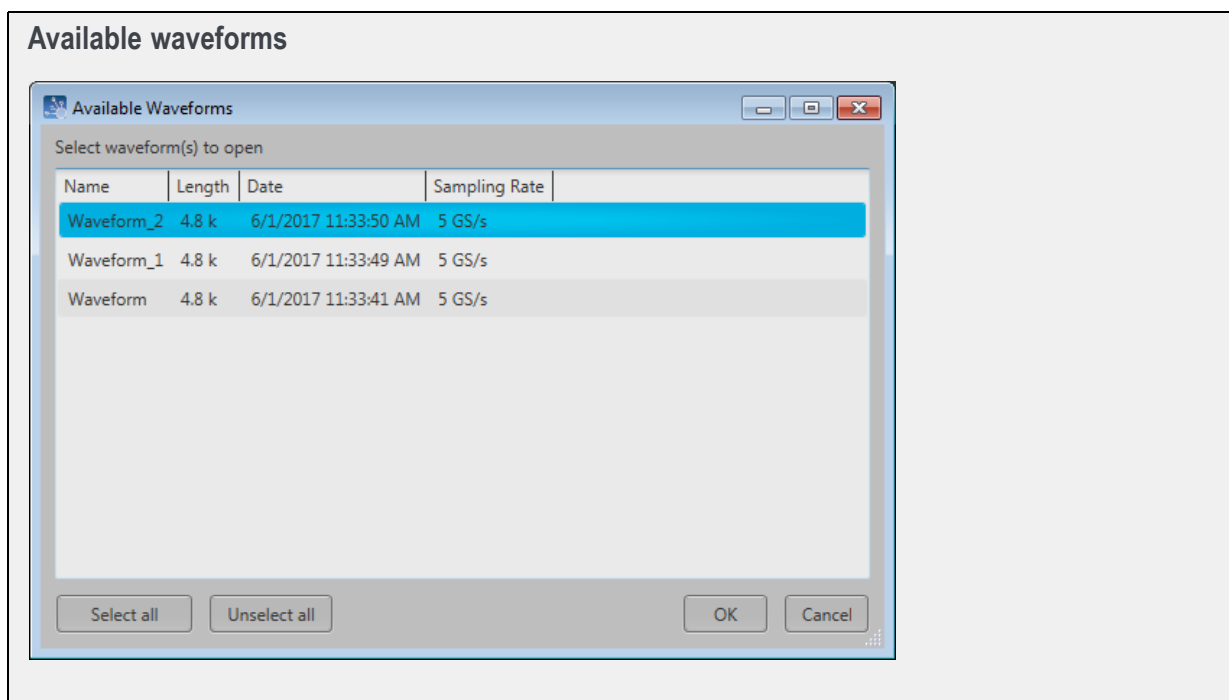 Available waveforms
Available Waveforms
Select waveform(s) to open
Name Length Date Sampling Rate
Waveform_2 4.8 k 6/1/2017 11:33:50 AM 5 GS/s
Waveform_1 4.8 k 6/1/2017 11:33:49 AM 5 GS/s
Waveform 4.8 k 6/1/2017 11:33:41 AM 5 GS/s
Select all Unselect all OK Cancel